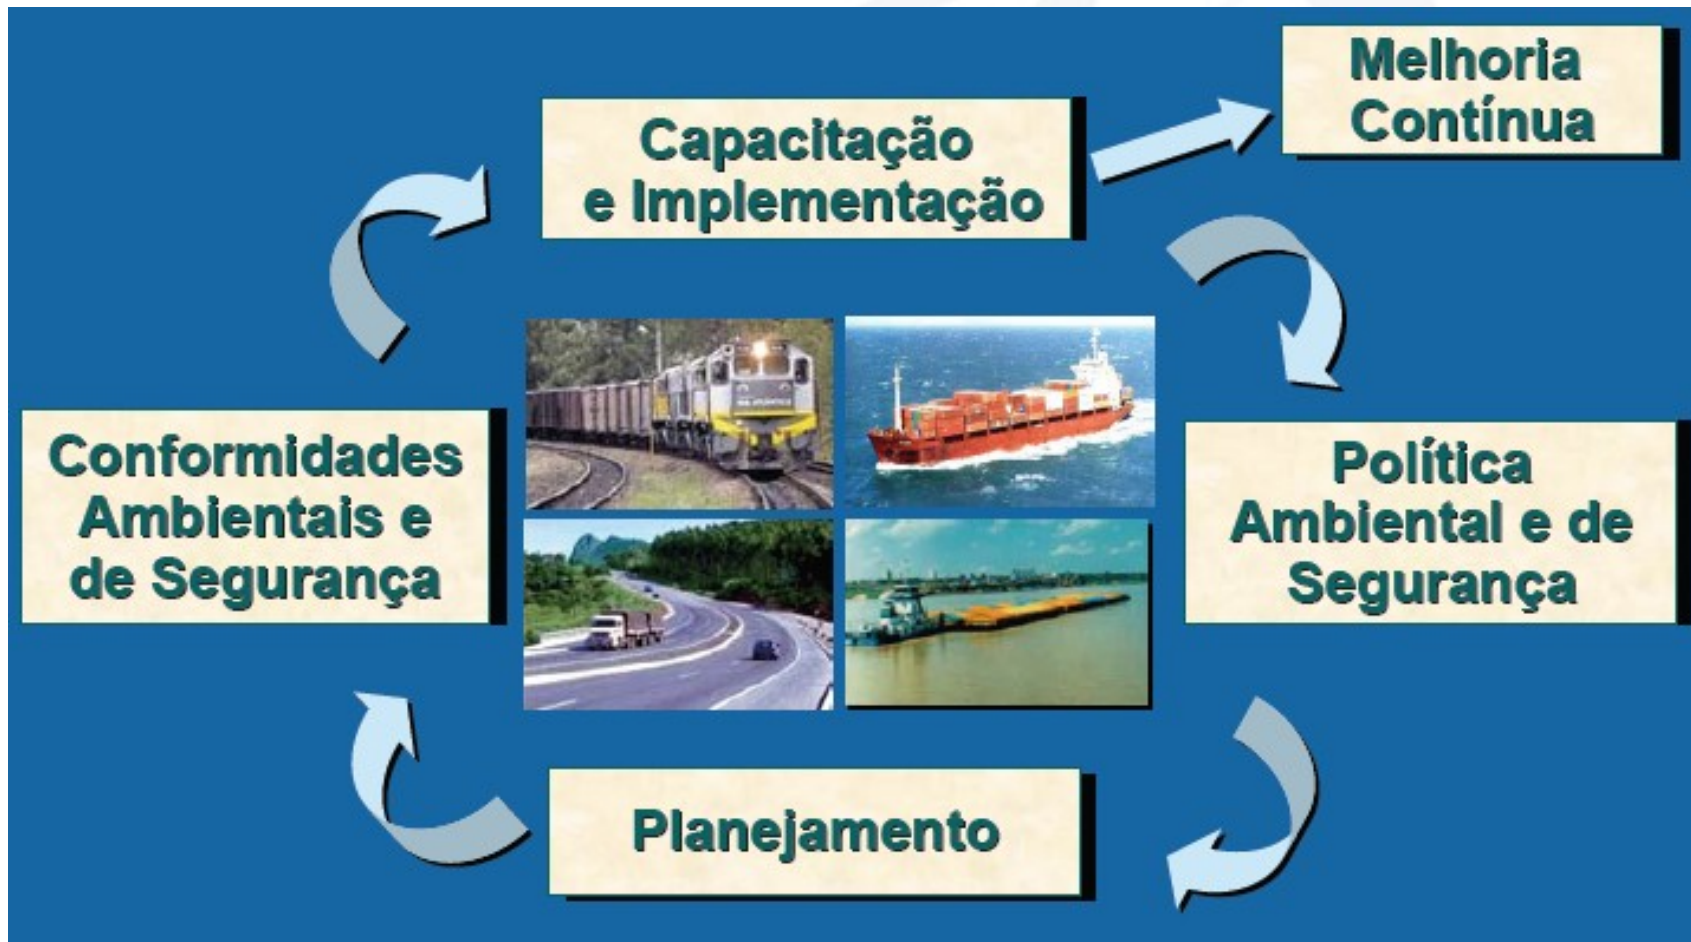 Melhoria
Contínua
Capacitação
e Implementação
Conformidades
Ambientais e
de Segurança
Política
Ambiental e de
Segurança
Planejamento